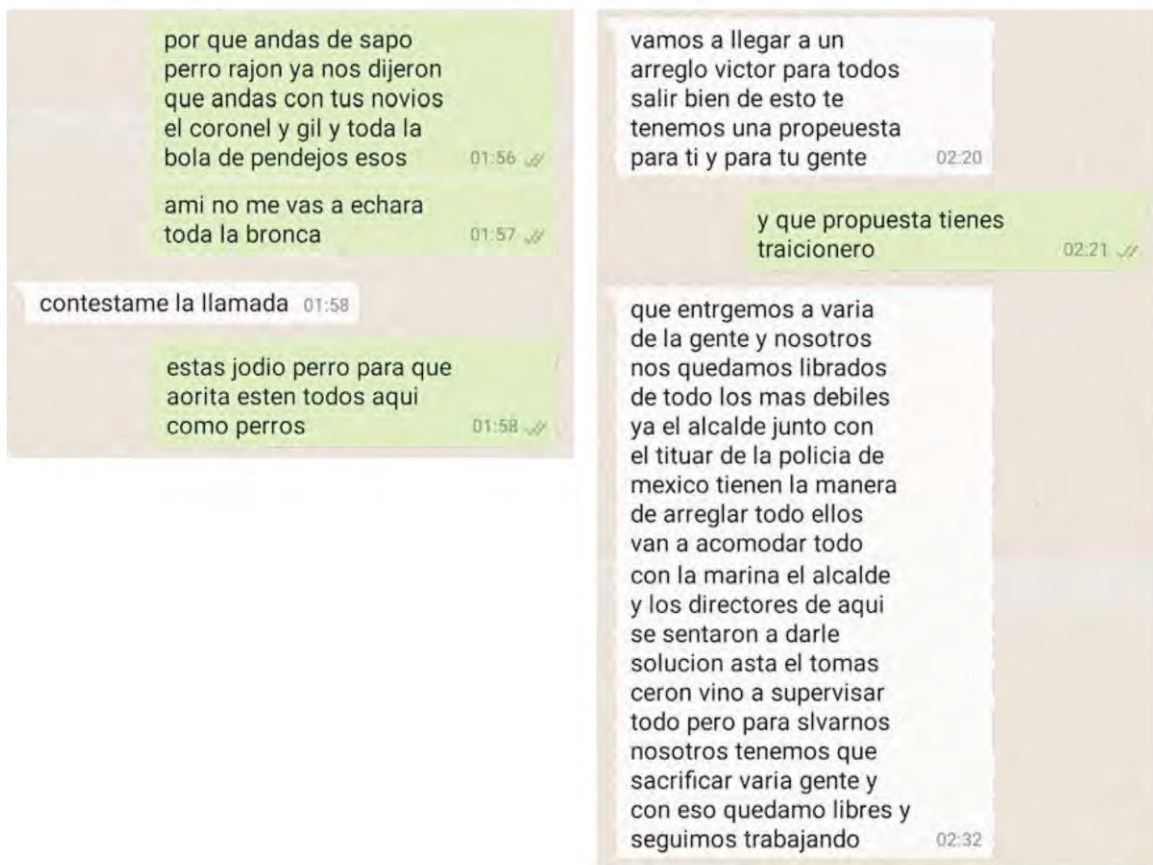 por que andas de sapo
perro rajon ya nos dijeron
que andas con tus novios
el coronel y gil y toda la
bola de pendejos esos 01:56
ami no me vas a echara
toda la bronca 01:57
contestame la llamada 01:58
estas jodio perro para que
aorita esten todos aqui
como perros 01:58
vamos a llegar a un
arreglo victor para todos
salir bien de esto te
tenemos una propeuesta
para ti y para tu gente 02:20
y que propuesta tienes
traicionero 02:21
que entrgemos a varia
de la gente y nosotros
nos quedamos librados
de todo los mas debiles
ya el alcalde junto con
el tituar de la policia de
mexico tienen la manera
de arreglar todo ellos
van a acomodar todo
con la marina el alcalde
y los directores de aqui
se sentaron a darle
solucion asta el tomas
ceron vino a supervisar
todo pero para slvarnos
nosotros tenemos que
sacrificar varia gente y
con eso quedamo libres y
seguimos trabajando 02:32